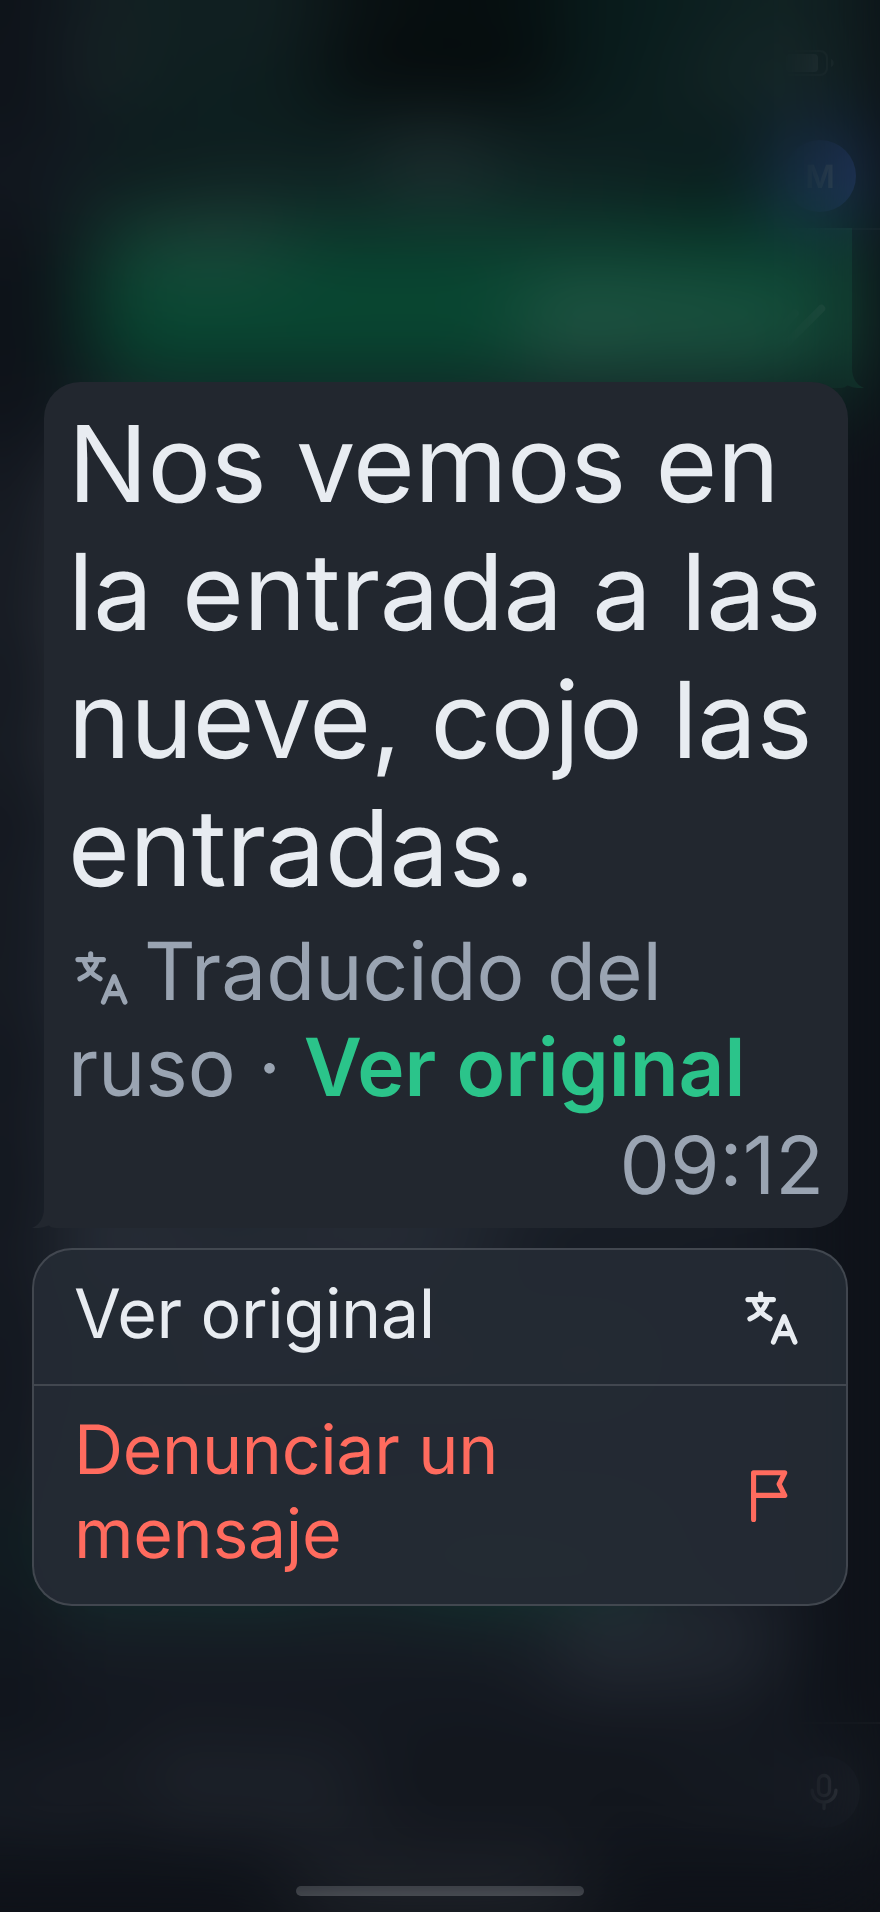 M
Nos vemos en
la entrada a las
nueve, cojo las
entradas.
Traducido del
ruso · Ver original
09:12
Ver original
Denunciar un
mensaje